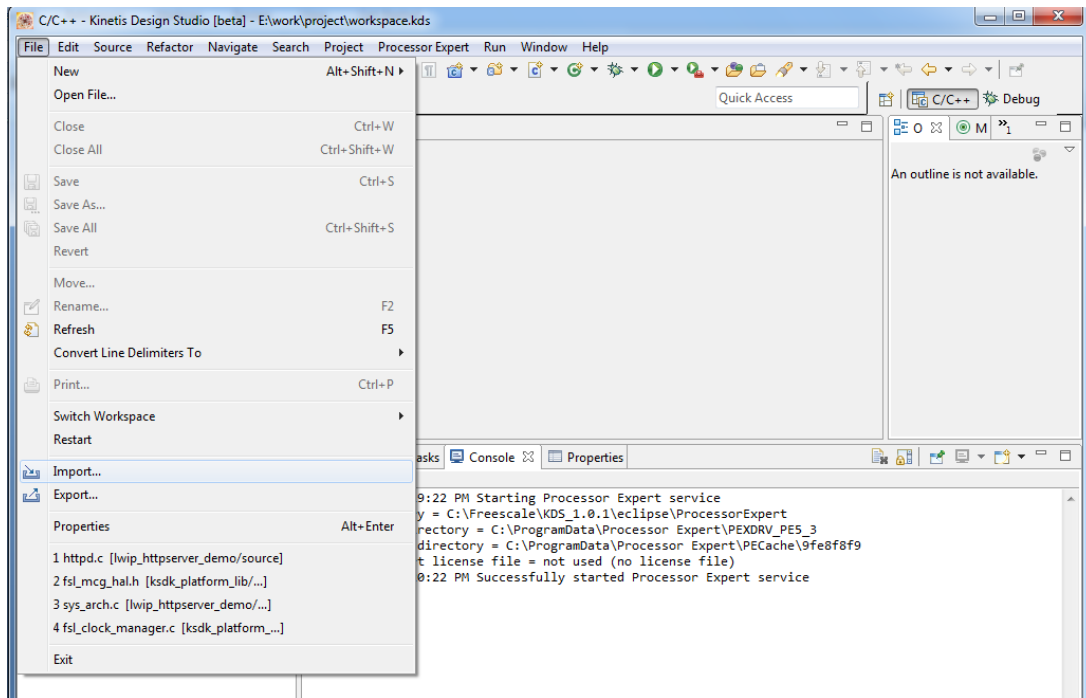 C/C++ - Kinetis Design Studio [beta] - E:\work\project\workspace.kds
File Edit Source Refactor Navigate Search Project Processor Expert Run Window Help
New Alt+Shift+N
Open File...
Quick Access C/C++ Debug
Close Ctrl+W
Close All Ctrl+Shift+W
O M »1
Save Ctrl+S
An outline is not available.
Save As...
Save All Ctrl+Shift+S
Revert
Move...
Rename... F2
Refresh F5
Convert Line Delimiters To
Print... Ctrl+P
Switch Workspace
Restart
asks Console Properties
Import...
Export...
Properties Alt+Enter
1 httpd.c [lwip_httpserver_demo/source]
2 fsl_mcg_hal.h [ksdk_platform_lib/...]
3 sys_arch.c [lwip_httpserver_demo/...]
4 fsl_clock_manager.c [ksdk_platform_...]
Exit
9:22 PM Starting Processor Expert service
y = C:\Freescale\KDS_1.0.1\eclipse\ProcessorExpert
rectory = C:\ProgramData\Processor Expert\PEXDRV_PE5_3
directory = C:\ProgramData\Processor Expert\PECache\9fe8f8f9
t license file = not used (no license file)
0:22 PM Successfully started Processor Expert service